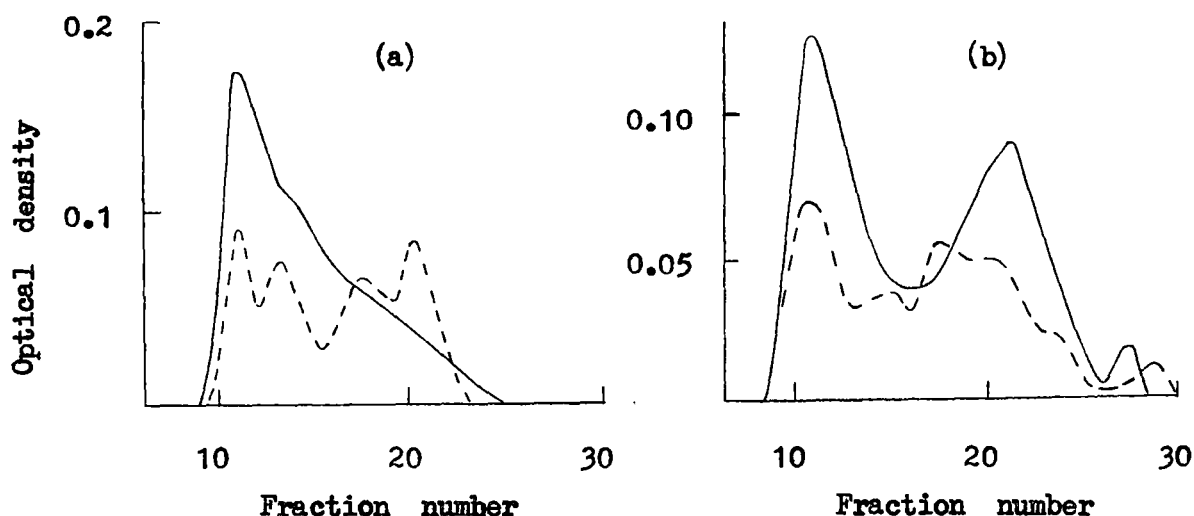 Optical density
0.2
0.1
(a)
10 20 30
Fraction number
0.10
0.05
(b)
10 20 30
Fraction number